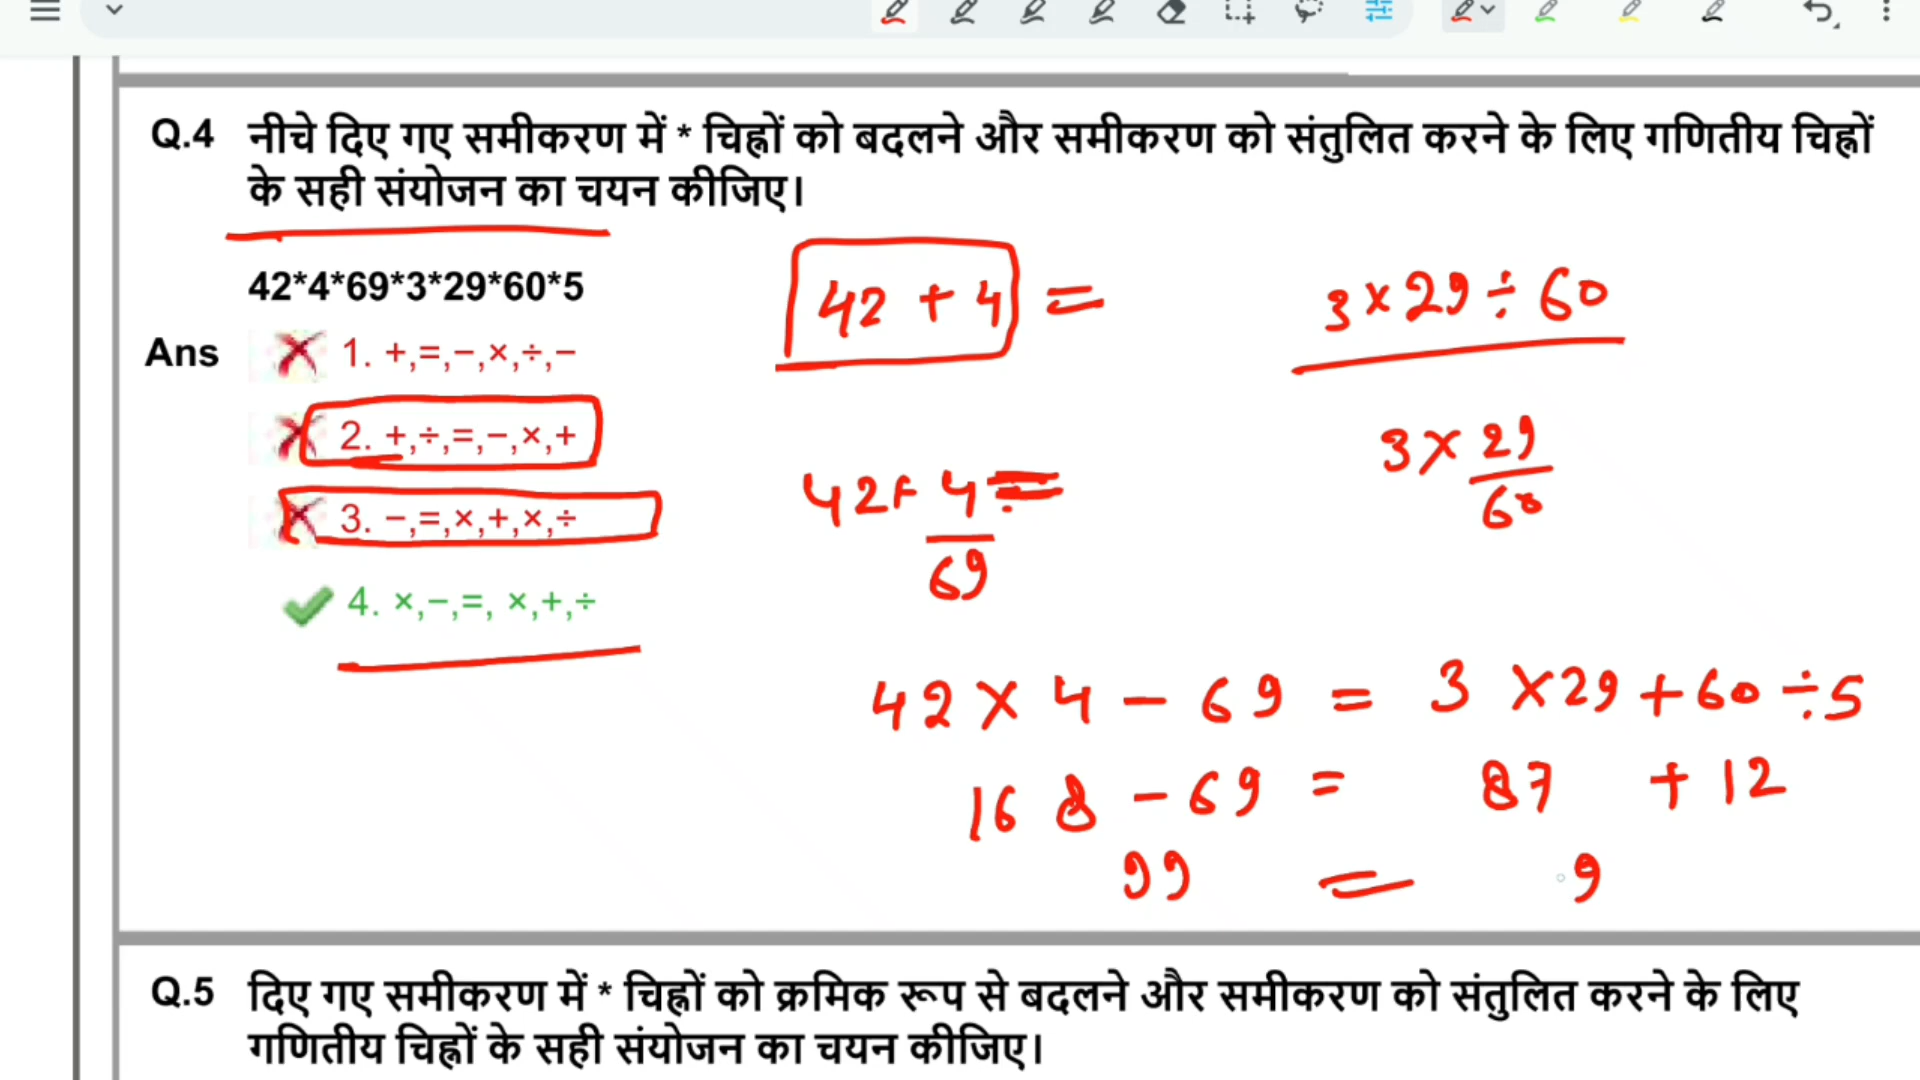 Q.4 नीचे दिए गए समीकरण में * चिह्नों को बदलने और समीकरण को संतुलित करने के लिए गणितीय चिह्नों
के सही संयोजन का चयन कीजिए।
42*4*69*3*29*60*5
Ans 1. +,=,−,×,÷,−
2. +,÷,=,−,×,+
3. −,=,×,+,×,÷
4. ×,−,=, ×,+,÷
42 + 4 =
3 × 29 ÷ 60
3 × 29
60
42 + 4
69
42 × 4 − 69 = 3 × 29 + 60 ÷ 5
168 − 69 = 87 + 12
99 = 9
Q.5 दिए गए समीकरण में * चिह्नों को क्रमिक रूप से बदलने और समीकरण को संतुलित करने के लिए
गणितीय चिह्नों के सही संयोजन का चयन कीजिए।